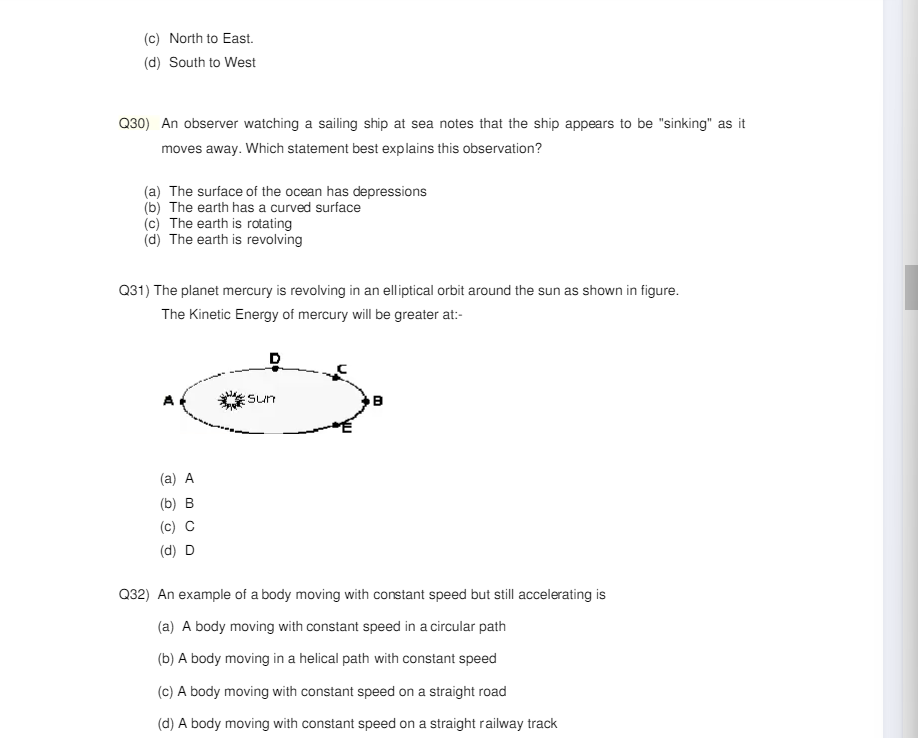 (c) North to East.
(d) South to West
Q30) An observer watching a sailing ship at sea notes that the ship appears to be "sinking" as it
moves away. Which statement best explains this observation?
(a) The surface of the ocean has depressions
(b) The earth has a curved surface
(c) The earth is rotating
(d) The earth is revolving
Q31) The planet mercury is revolving in an elliptical orbit around the sun as shown in figure.
The Kinetic Energy of mercury will be greater at:-
D
C
A
Sun
B
E
(a) A
(b) B
(c) C
(d) D
Q32) An example of a body moving with constant speed but still accelerating is
(a) A body moving with constant speed in a circular path
(b) A body moving in a helical path with constant speed
(c) A body moving with constant speed on a straight road
(d) A body moving with constant speed on a straight railway track